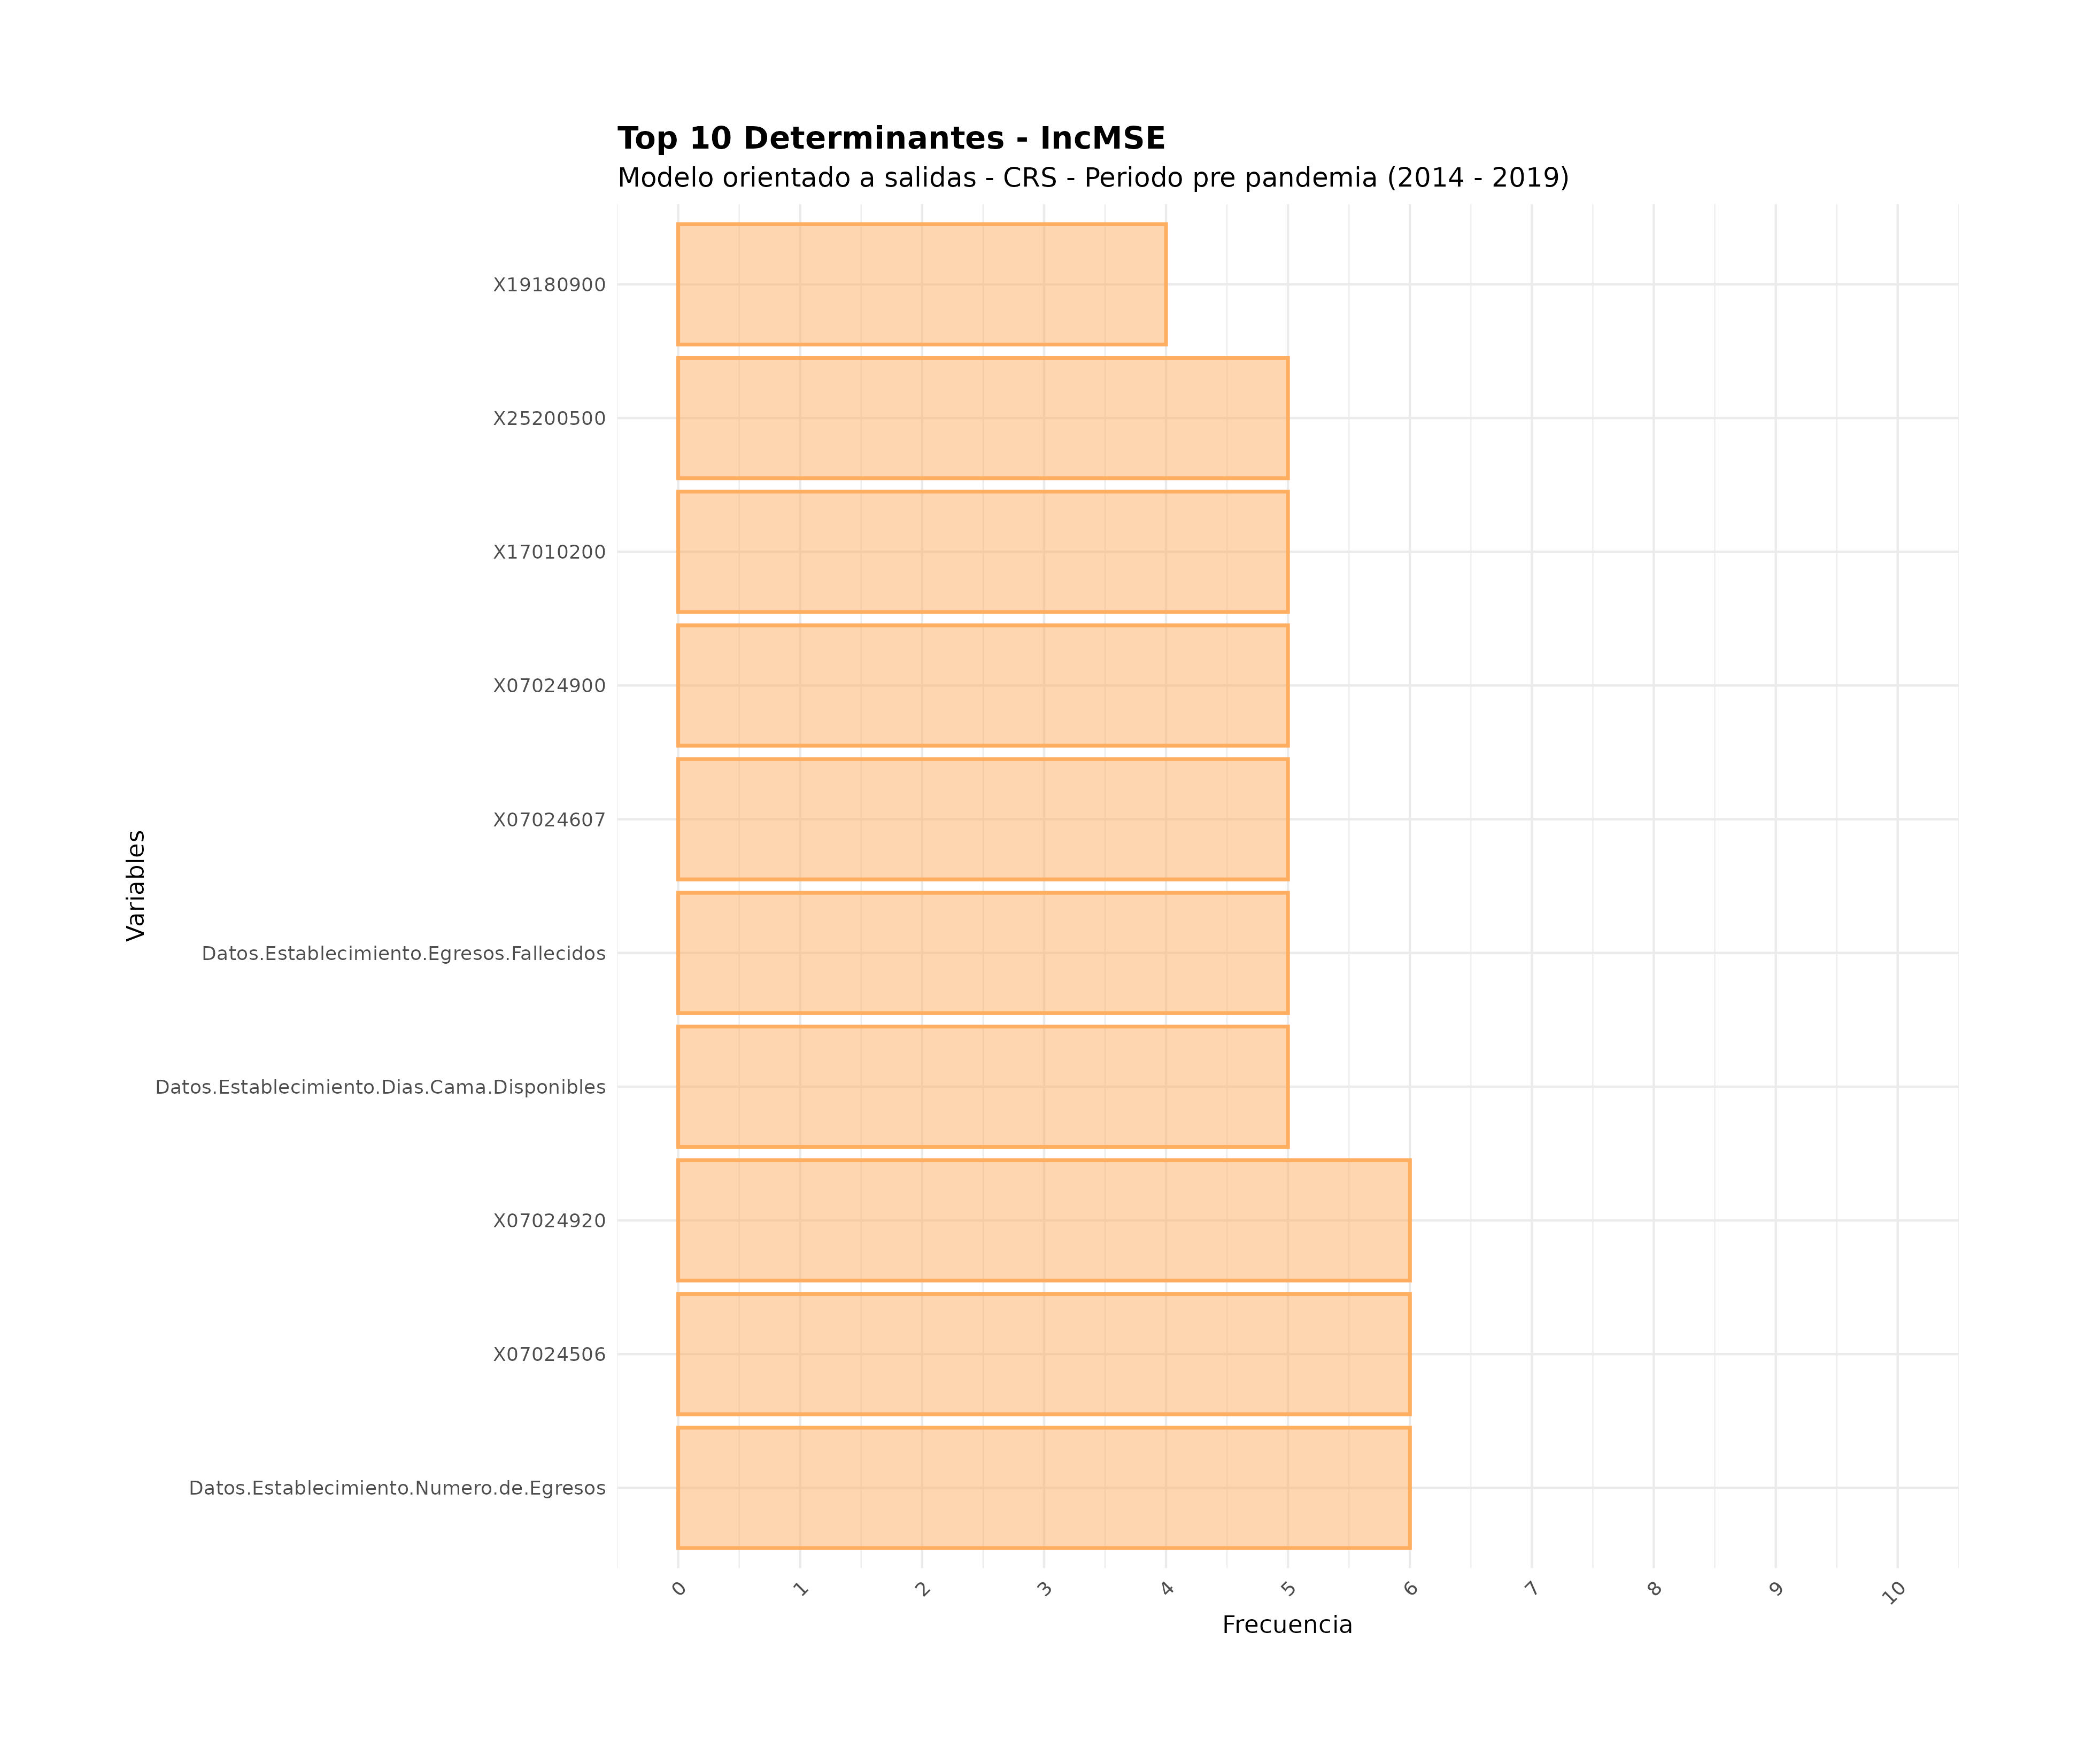 Top 10 Determinantes - IncMSE
Modelo orientado a salidas - CRS - Periodo pre pandemia (2014 - 2019)
Variables
X19180900
X25200500
X17010200
X07024900
X07024607
Datos.Establecimiento.Egresos.Fallecidos
Datos.Establecimiento.Dias.Cama.Disponibles
X07024920
X07024506
Datos.Establecimiento.Numero.de.Egresos
0 1 2 3 4 5 6 7 8 9 10
Frecuencia